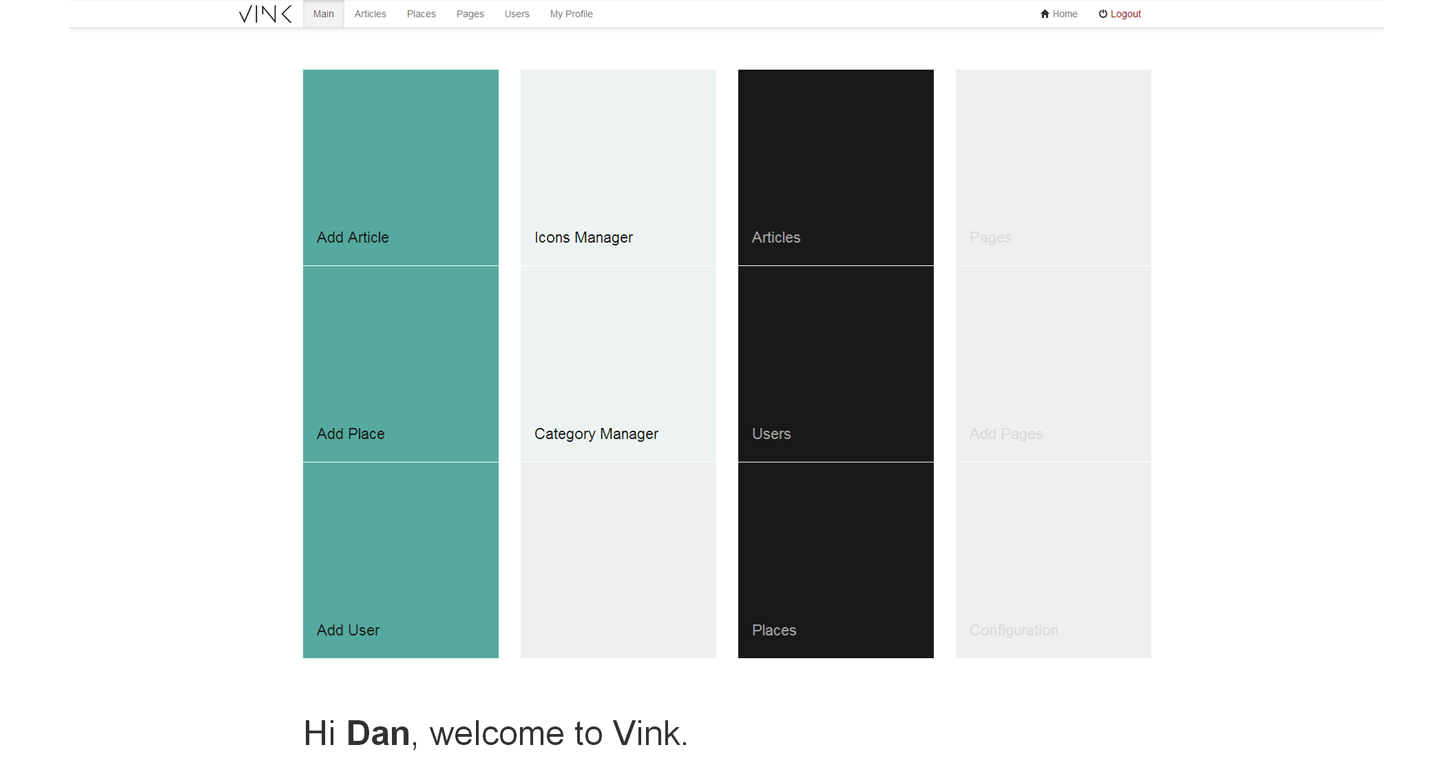 VINK Main Articles Places Pages Users My Profile Home Logout
Add Article Icons Manager Articles Pages
Add Place Category Manager Users Add Pages
Add User Places Configuration
Hi Dan, welcome to Vink.